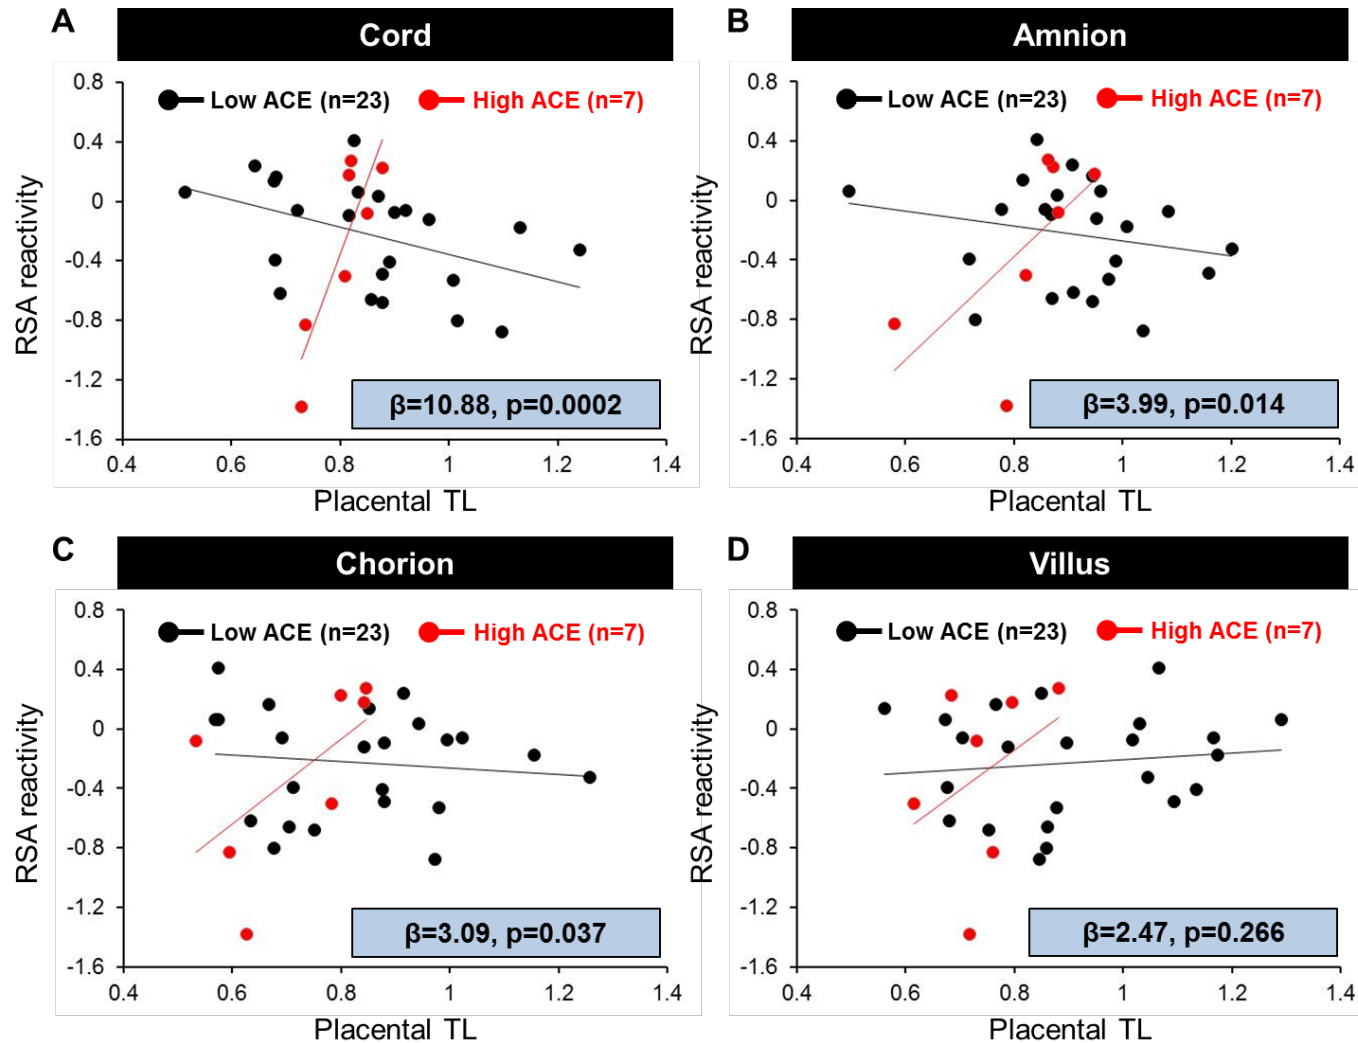 A
Cord
0.8
0.4
0
-0.4
-0.8
-1.2
-1.6
RSA reactivity
Low ACE (n=23)
High ACE (n=7)
β=10.88, p=0.0002
0.4 0.6 0.8 1 1.2 1.4
Placental TL
B
Amnion
0.8
0.4
0
-0.4
-0.8
-1.2
-1.6
RSA reactivity
Low ACE (n=23)
High ACE (n=7)
β=3.99, p=0.014
0.4 0.6 0.8 1 1.2 1.4
Placental TL
C
Chorion
0.8
0.4
0
-0.4
-0.8
-1.2
-1.6
RSA reactivity
Low ACE (n=23)
High ACE (n=7)
β=3.09, p=0.037
0.4 0.6 0.8 1 1.2 1.4
Placental TL
D
Villus
0.8
0.4
0
-0.4
-0.8
-1.2
-1.6
RSA reactivity
Low ACE (n=23)
High ACE (n=7)
β=2.47, p=0.266
0.4 0.6 0.8 1 1.2 1.4
Placental TL